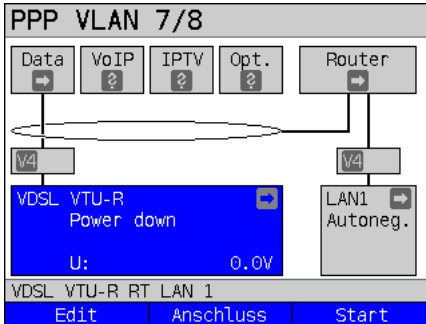 PPP VLAN 7/8
Data VoIP IPTV Opt. Router
? ? ?
V4 V4
VDSL VTU-R LAN1
Power down Autoneg.
U: 0.0V
VDSL VTU-R RT LAN 1
Edit Anschluss Start